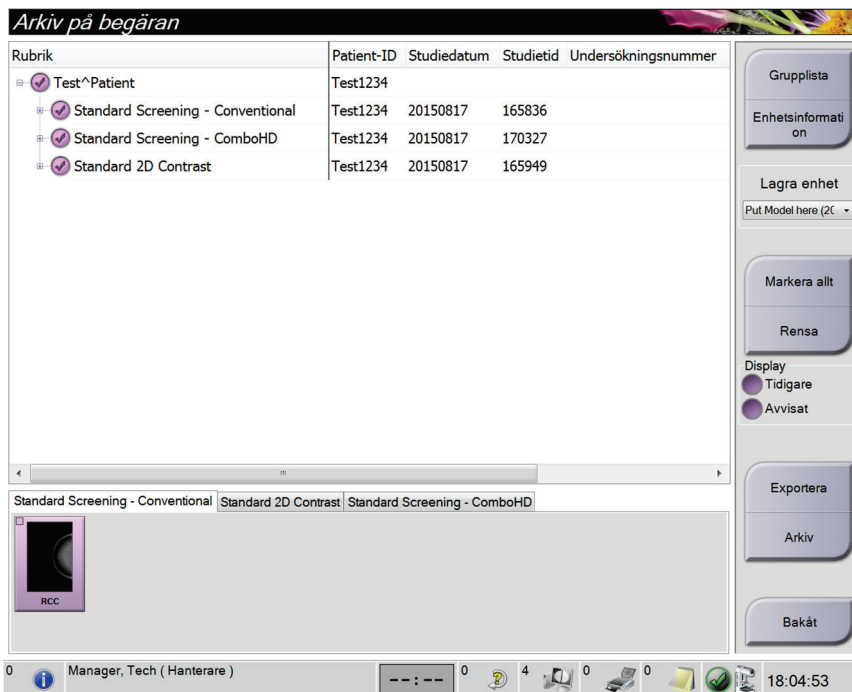 Arkiv på begäran
Rubrik Patient-ID Studiedatum Studietid Undersökningsnummer
Test^Patient Test1234
Standard Screening - Conventional Test1234 20150817 165836
Standard Screening - ComboHD Test1234 20150817 170327
Standard 2D Contrast Test1234 20150817 165949
Grupplista
Enhetsinformati
on
Lagra enhet
Put Model here (20
Markera allt
Rensa
Display
Tidigare
Avvisat
Exportera
Arkiv
Bakåt
Standard Screening - Conventional Standard 2D Contrast Standard Screening - ComboHD
RCC
0 Manager, Tech ( Hanterare ) --:-- 0 4 0 0 18:04:53